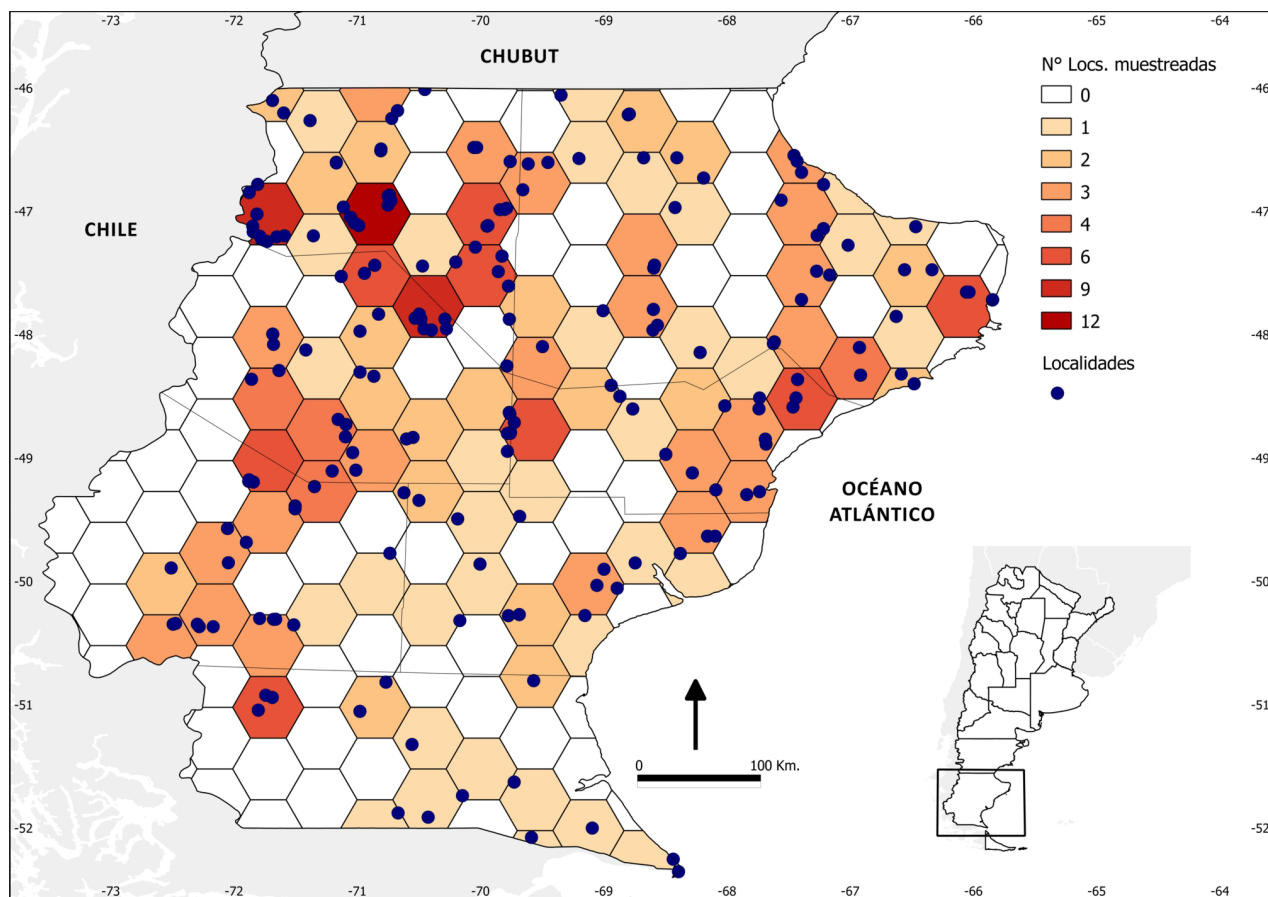 -73 -72 -71 -70 -69 -68 -67 -66 -65 -64
CHUBUT
N° Locs. muestreadas
-46 -46
0
1
2
3
4
6
9
12
Localidades
-47 -47
CHILE
-48 -48
-49 -49
OCÉANO
ATLÁNTICO
-50 -50
-51 -51
0 100 Km.
-52 -52
-73 -72 -71 -70 -69 -68 -67 -66 -65 -64